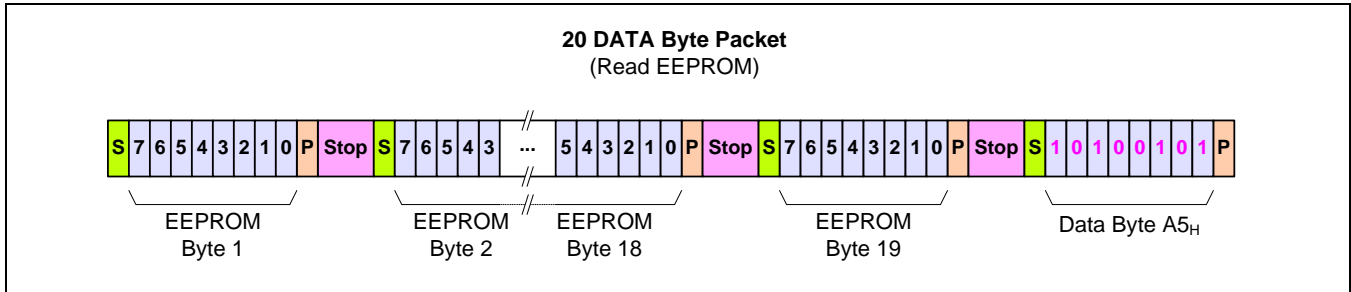 20 DATA Byte Packet
(Read EEPROM)
S 7 6 5 4 3 2 1 0 P Stop S 7 6 5 4 3 ... 5 4 3 2 1 0 P Stop S 7 6 5 4 3 2 1 0 P Stop S 1 0 1 0 0 1 0 1 P
EEPROM EEPROM EEPROM EEPROM Data Byte A5H
Byte 1 Byte 2 Byte 18 Byte 19